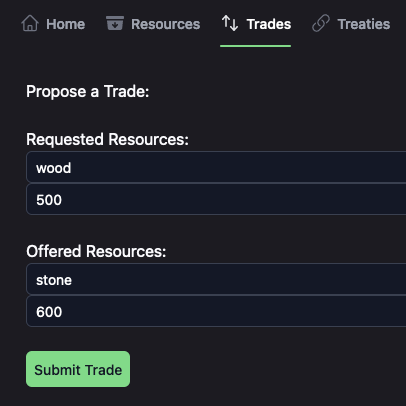 Home Resources Trades Treaties
Propose a Trade:
Requested Resources:
wood
500
Offered Resources:
stone
600
Submit Trade